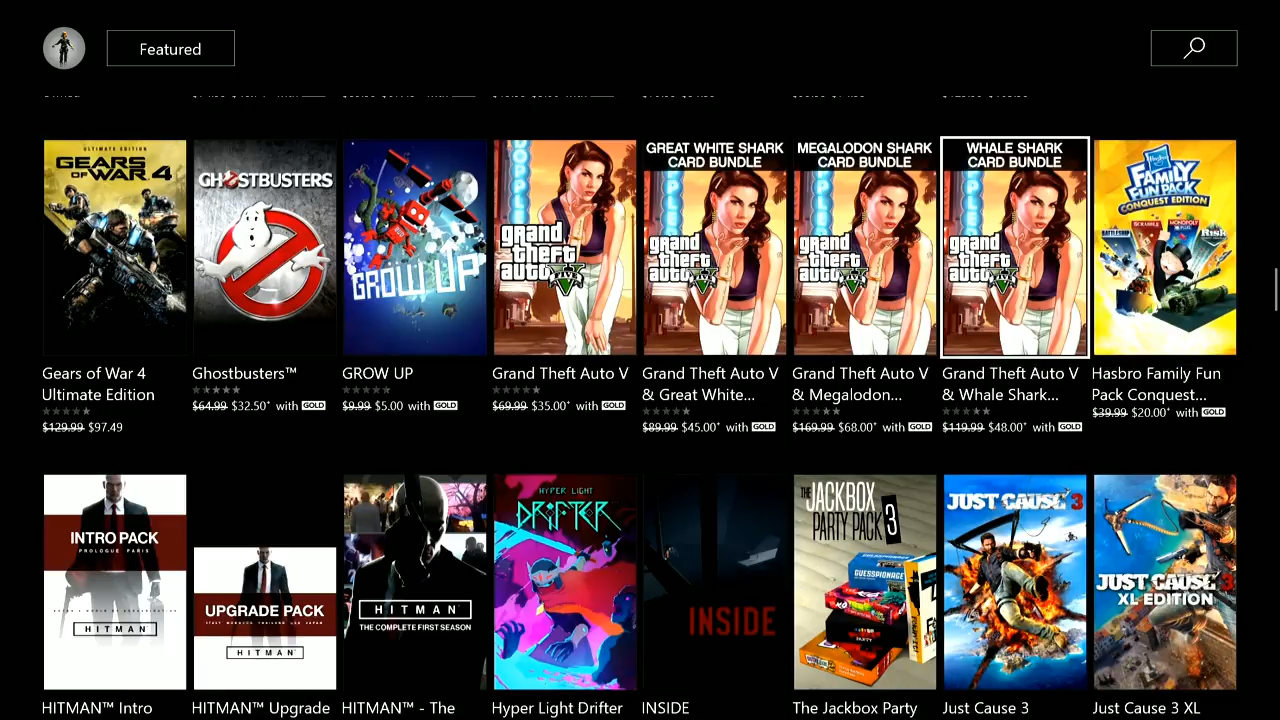 Featured
ULTIMATE EDITION
GEARS OF WAR 4
GHOSTBUSTERS
GROW UP
grand theft auto V FIVE
GREAT WHITE SHARK CARD BUNDLE
grand theft auto V
MEGALODON SHARK CARD BUNDLE
grand theft auto V
WHALE SHARK CARD BUNDLE
grand theft auto V
Hasbro FAMILY FUN PACK CONQUEST EDITION
BATTLESHIP SCRABBLE MONOPOLY PLUS RISK
Gears of War 4 Ultimate Edition
$129.99 $97.49
Ghostbusters™
$64.99 $32.50* with GOLD
GROW UP
$9.99 $5.00 with GOLD
Grand Theft Auto V
$69.99 $35.00* with GOLD
Grand Theft Auto V & Great White...
$89.99 $45.00* with GOLD
Grand Theft Auto V & Megalodon...
$169.99 $68.00* with GOLD
Grand Theft Auto V & Whale Shark...
$119.99 $48.00* with GOLD
Hasbro Family Fun Pack Conquest...
$39.99 $20.00* with GOLD
INTRO PACK
PROLOGUE PARIS
HITMAN
UPGRADE PACK
HITMAN
HITMAN
THE COMPLETE FIRST SEASON
HYPER LIGHT DRIFTER
INSIDE
THE JACKBOX PARTY PACK 3
GUESSPIONAGE
JUST CAUSE 3
JUST CAUSE 3
XL EDITION
HITMAN™ Intro
HITMAN™ Upgrade
HITMAN™ - The
Hyper Light Drifter
INSIDE
The Jackbox Party
Just Cause 3
Just Cause 3 XL